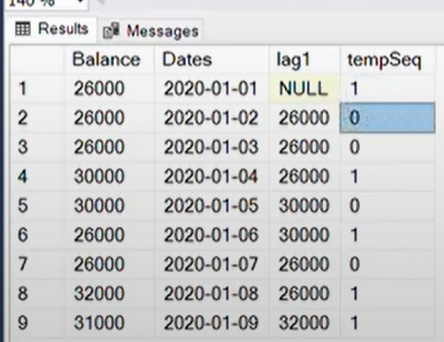 140 %
Results Messages
Balance Dates lag1 tempSeq
1 26000 2020-01-01 NULL 1
2 26000 2020-01-02 26000 0
3 26000 2020-01-03 26000 0
4 30000 2020-01-04 26000 1
5 30000 2020-01-05 30000 0
6 26000 2020-01-06 30000 1
7 26000 2020-01-07 26000 0
8 32000 2020-01-08 26000 1
9 31000 2020-01-09 32000 1